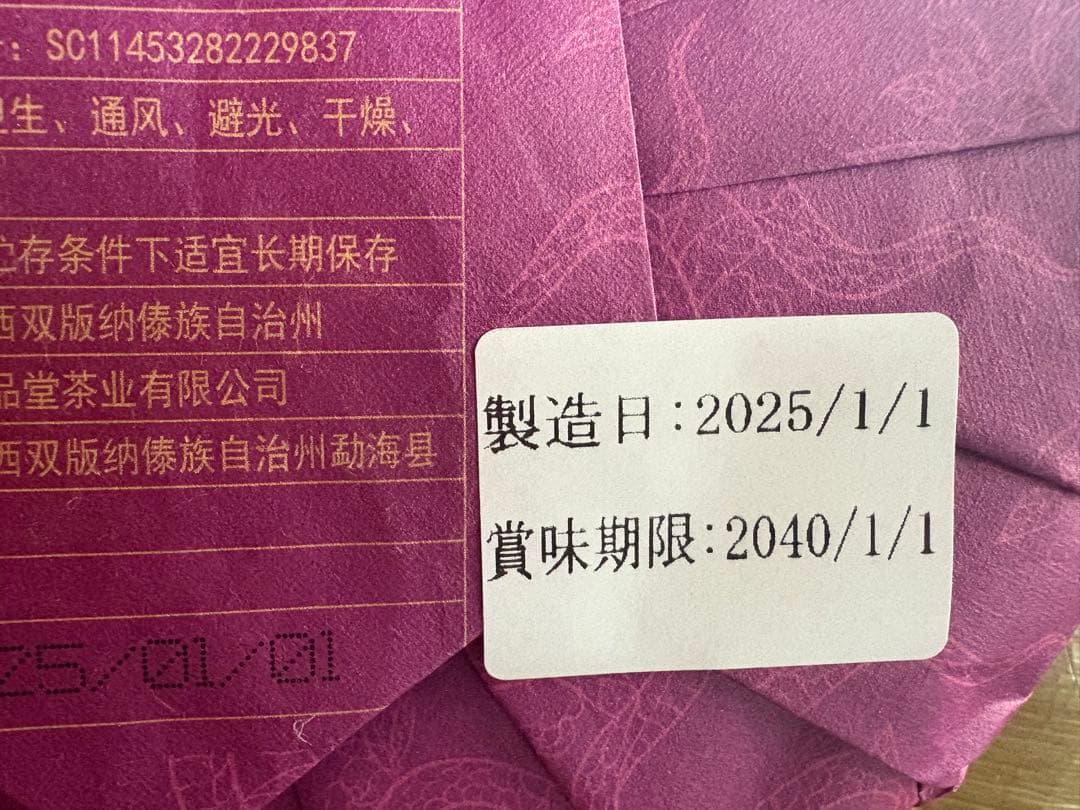 : SC11453282229837
卫生、通风、避光、干燥、
存条件下适宜长期保存
西双版纳傣族自治州
品堂茶业有限公司
西双版纳傣族自治州勐海县
25/01/01
製造日:2025/1/1
賞味期限:2040/1/1